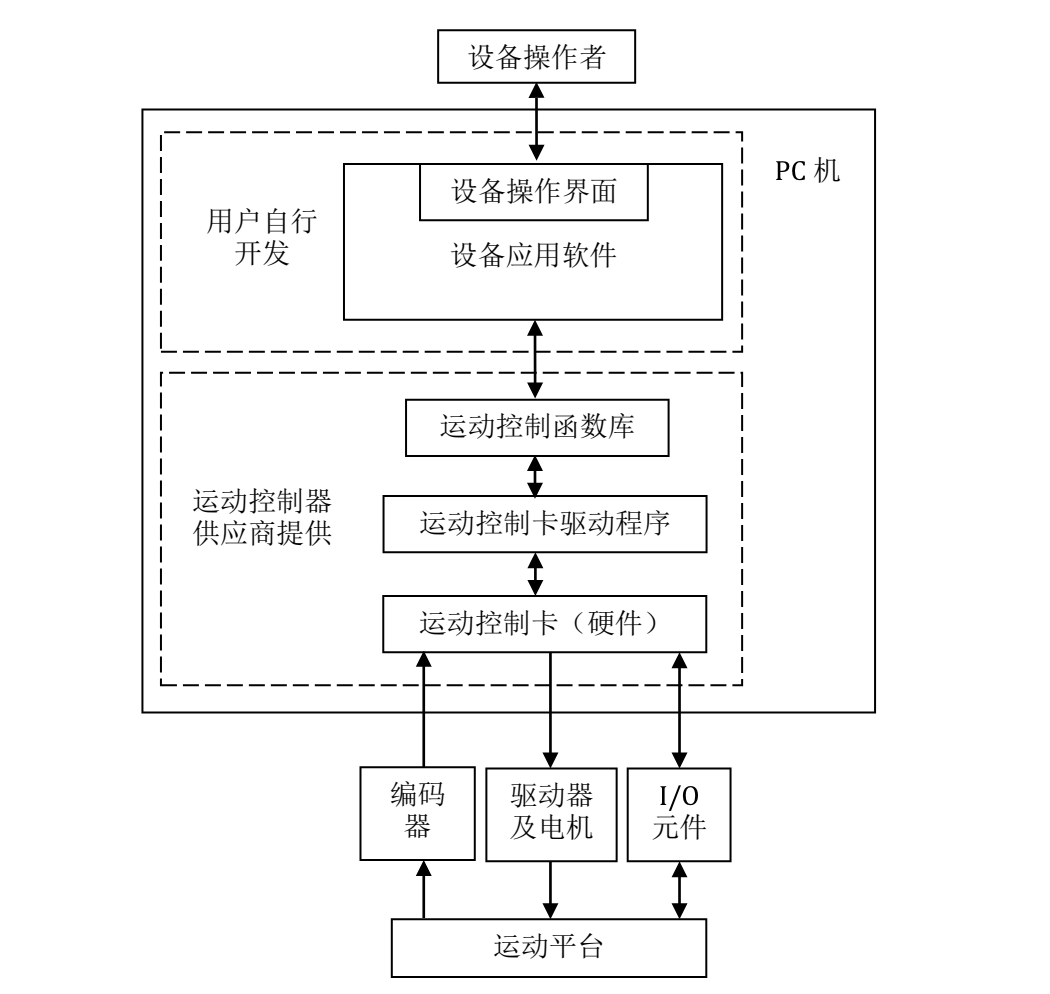 设备操作者
PC 机
设备操作界面
用户自行
开发
设备应用软件
运动控制函数库
运动控制器
供应商提供
运动控制卡驱动程序
运动控制卡（硬件）
编码
器
驱动器
及电机
I/O
元件
运动平台